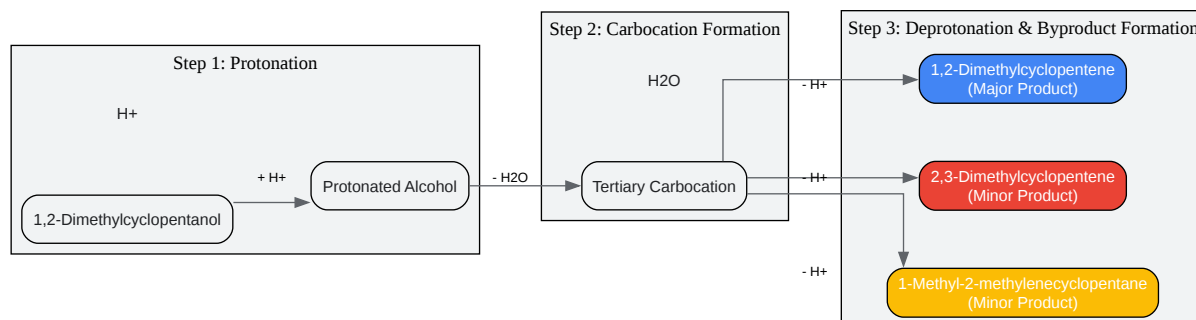 Step 1: Protonation
H+
+ H+
1,2-Dimethylcyclopentanol
Protonated Alcohol
- H2O
Step 2: Carbocation Formation
H2O
Tertiary Carbocation
- H+
- H+
- H+
Step 3: Deprotonation & Byproduct Formation
1,2-Dimethylcyclopentene
(Major Product)
2,3-Dimethylcyclopentene
(Minor Product)
1-Methyl-2-methylenecyclopentane
(Minor Product)